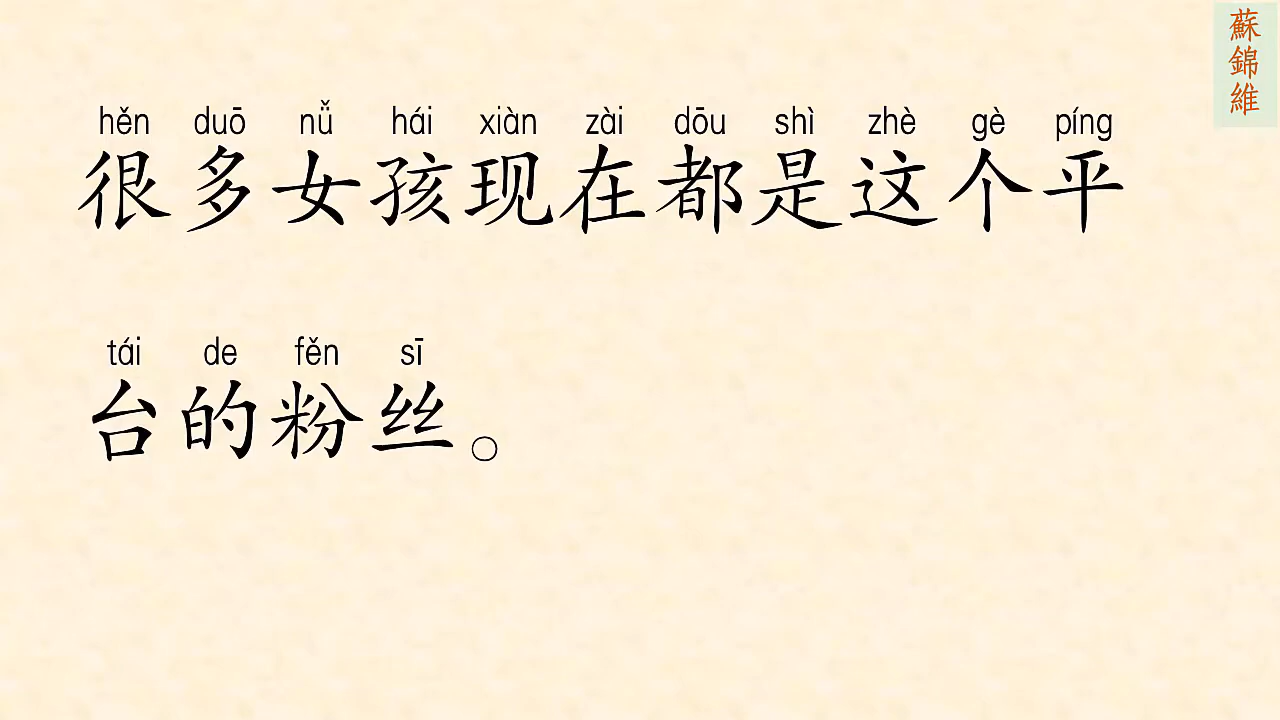 hěn duō nǚ hái xiàn zài dōu shì zhè gè píng
很多女孩现在都是这个平
tái de fěn sī
台的粉丝。
蘇錦維